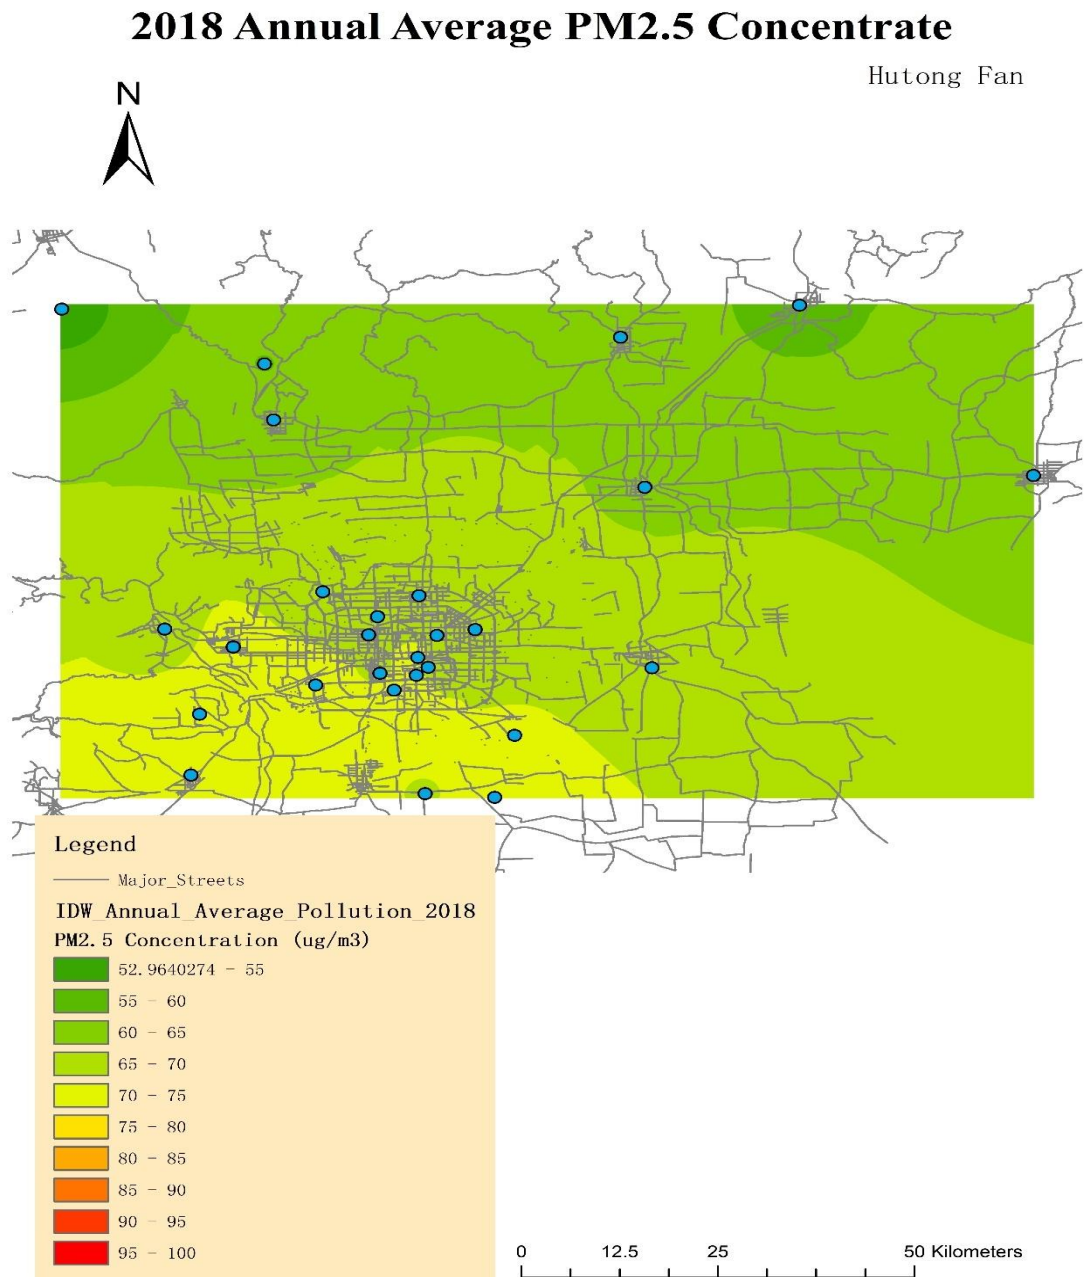 2018 Annual Average PM2.5 Concentrate
Hutong Fan
N
Legend
Major_Streets
IDW_Annual_Average_Pollution_2018
PM2.5 Concentration (ug/m3)
52.9640274 - 55
55 - 60
60 - 65
65 - 70
70 - 75
75 - 80
80 - 85
85 - 90
90 - 95
95 - 100
0 12.5 25 50 Kilometers